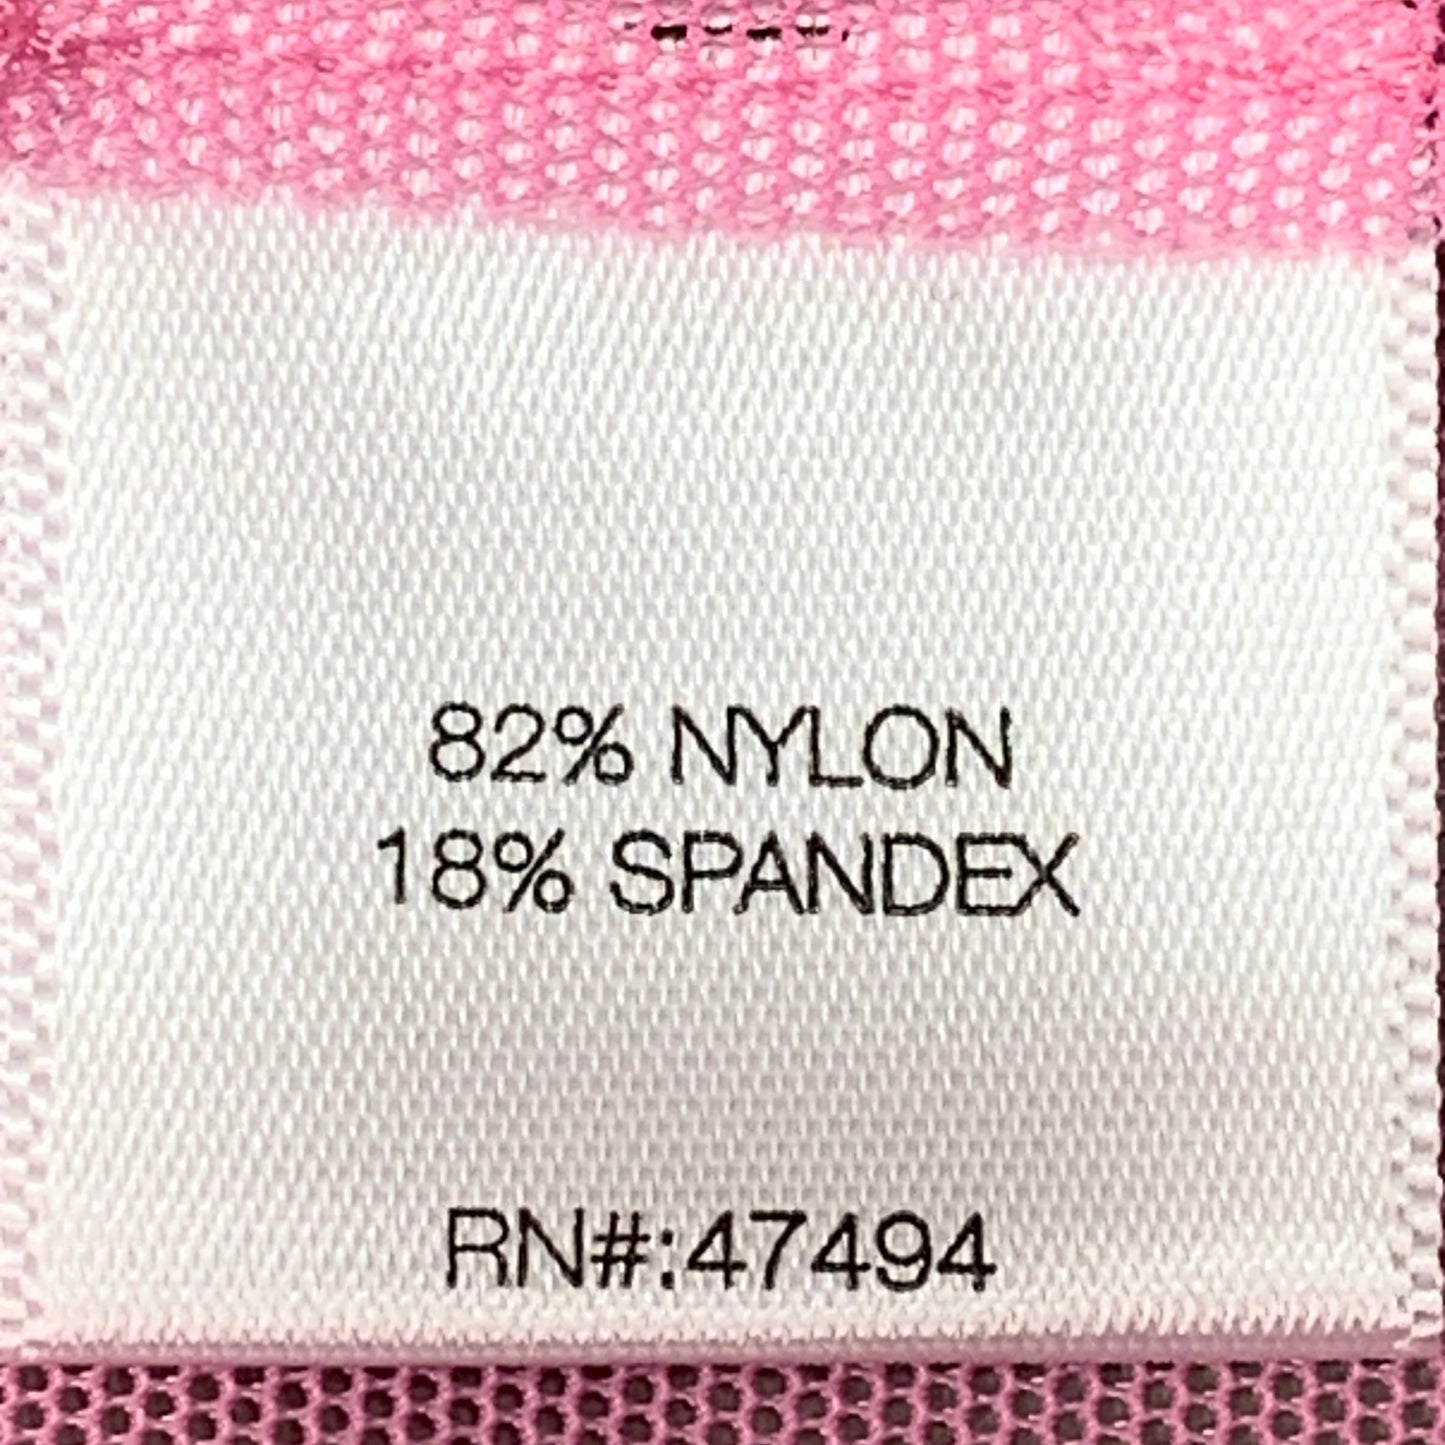 82% NYLON
18% SPANDEX
RN#:47494